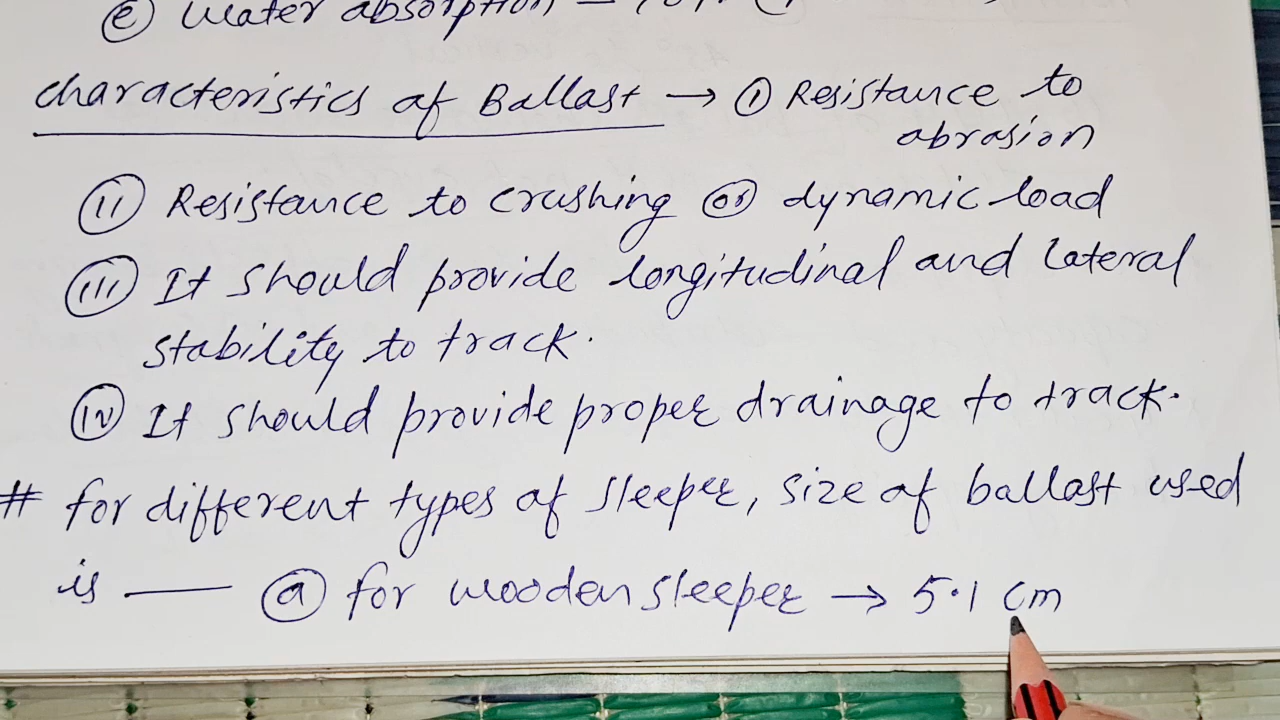 (e) Water absorption -
characteristics of Ballast → (i) Resistance to
abrasion
(ii) Resistance to crushing (or) dynamic load
(iii) It should provide longitudinal and lateral
stability to track.
(iv) It should provide proper drainage to track.
# for different types of sleeper, size of ballast used
is — (a) for wooden sleeper → 5.1 cm